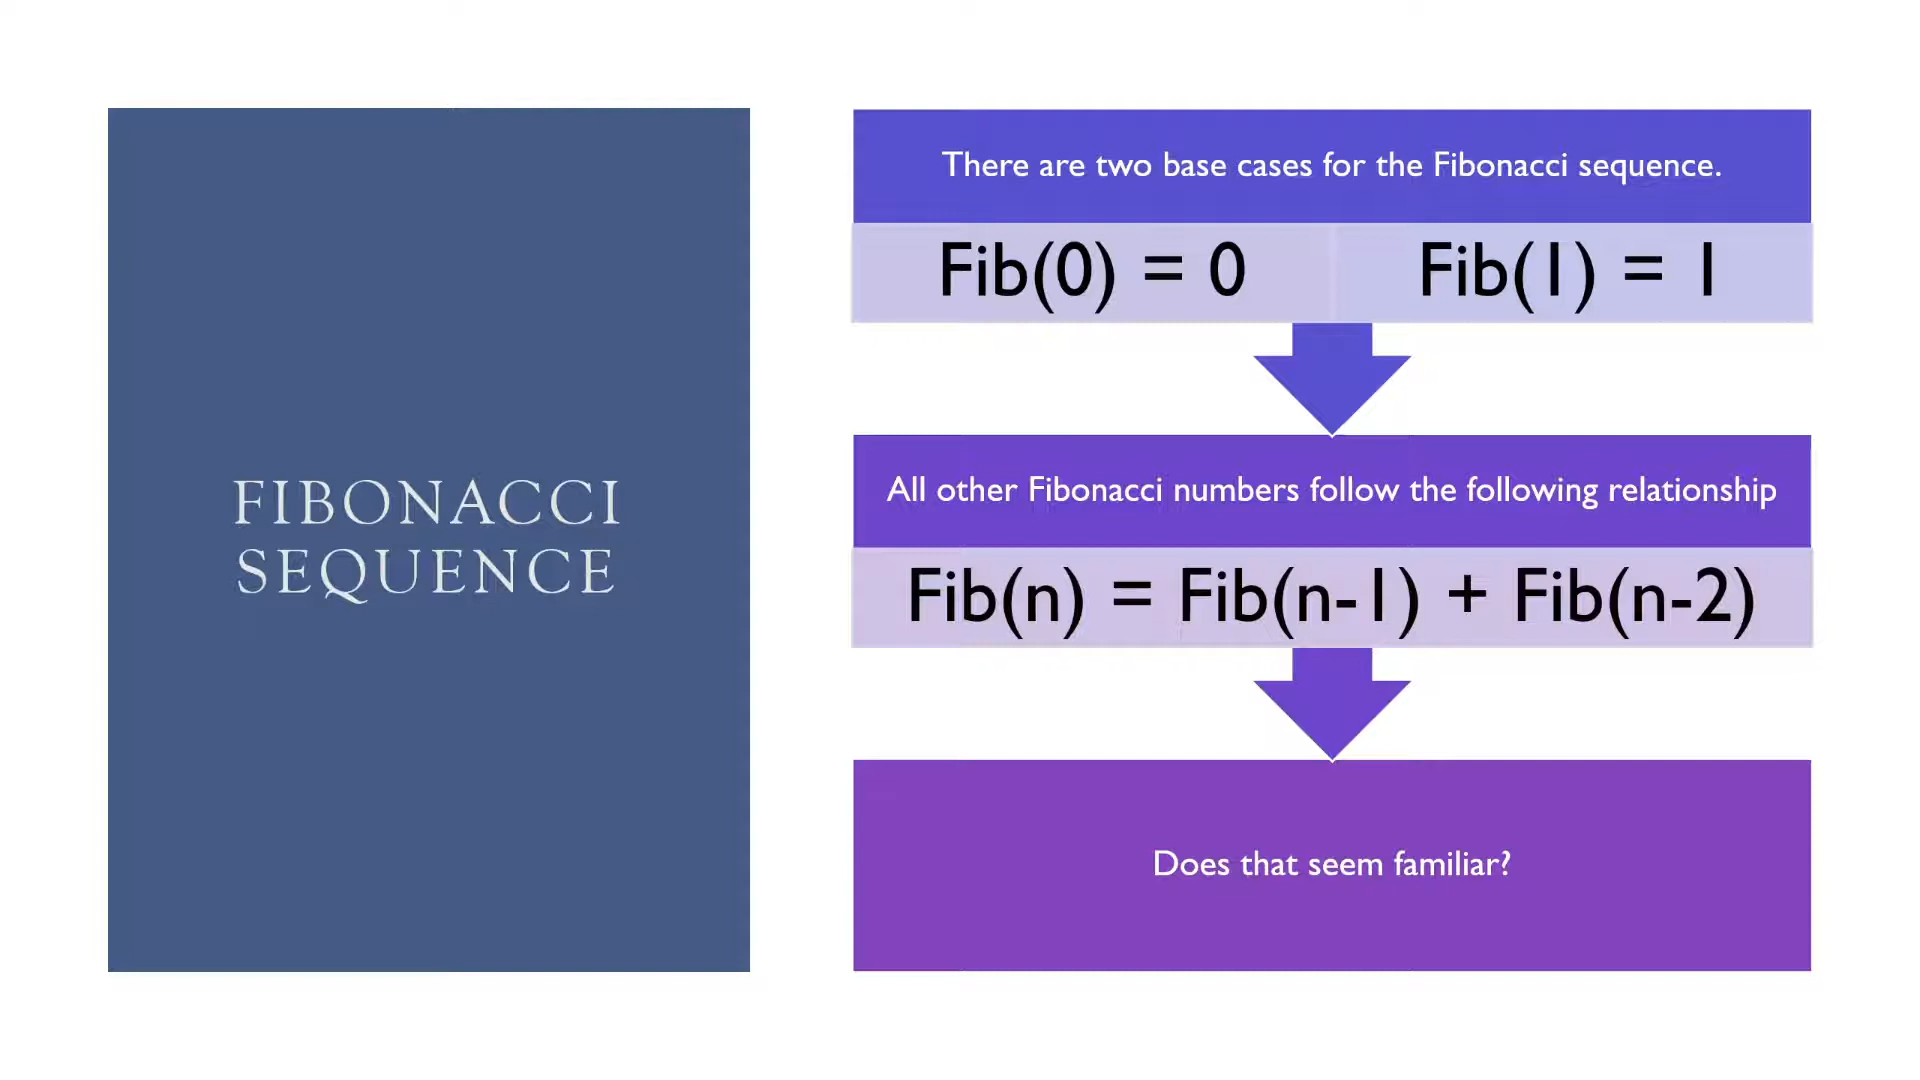 FIBONACCI
SEQUENCE
There are two base cases for the Fibonacci sequence.
Fib(0) = 0
Fib(1) = 1
All other Fibonacci numbers follow the following relationship
Fib(n) = Fib(n-1) + Fib(n-2)
Does that seem familiar?